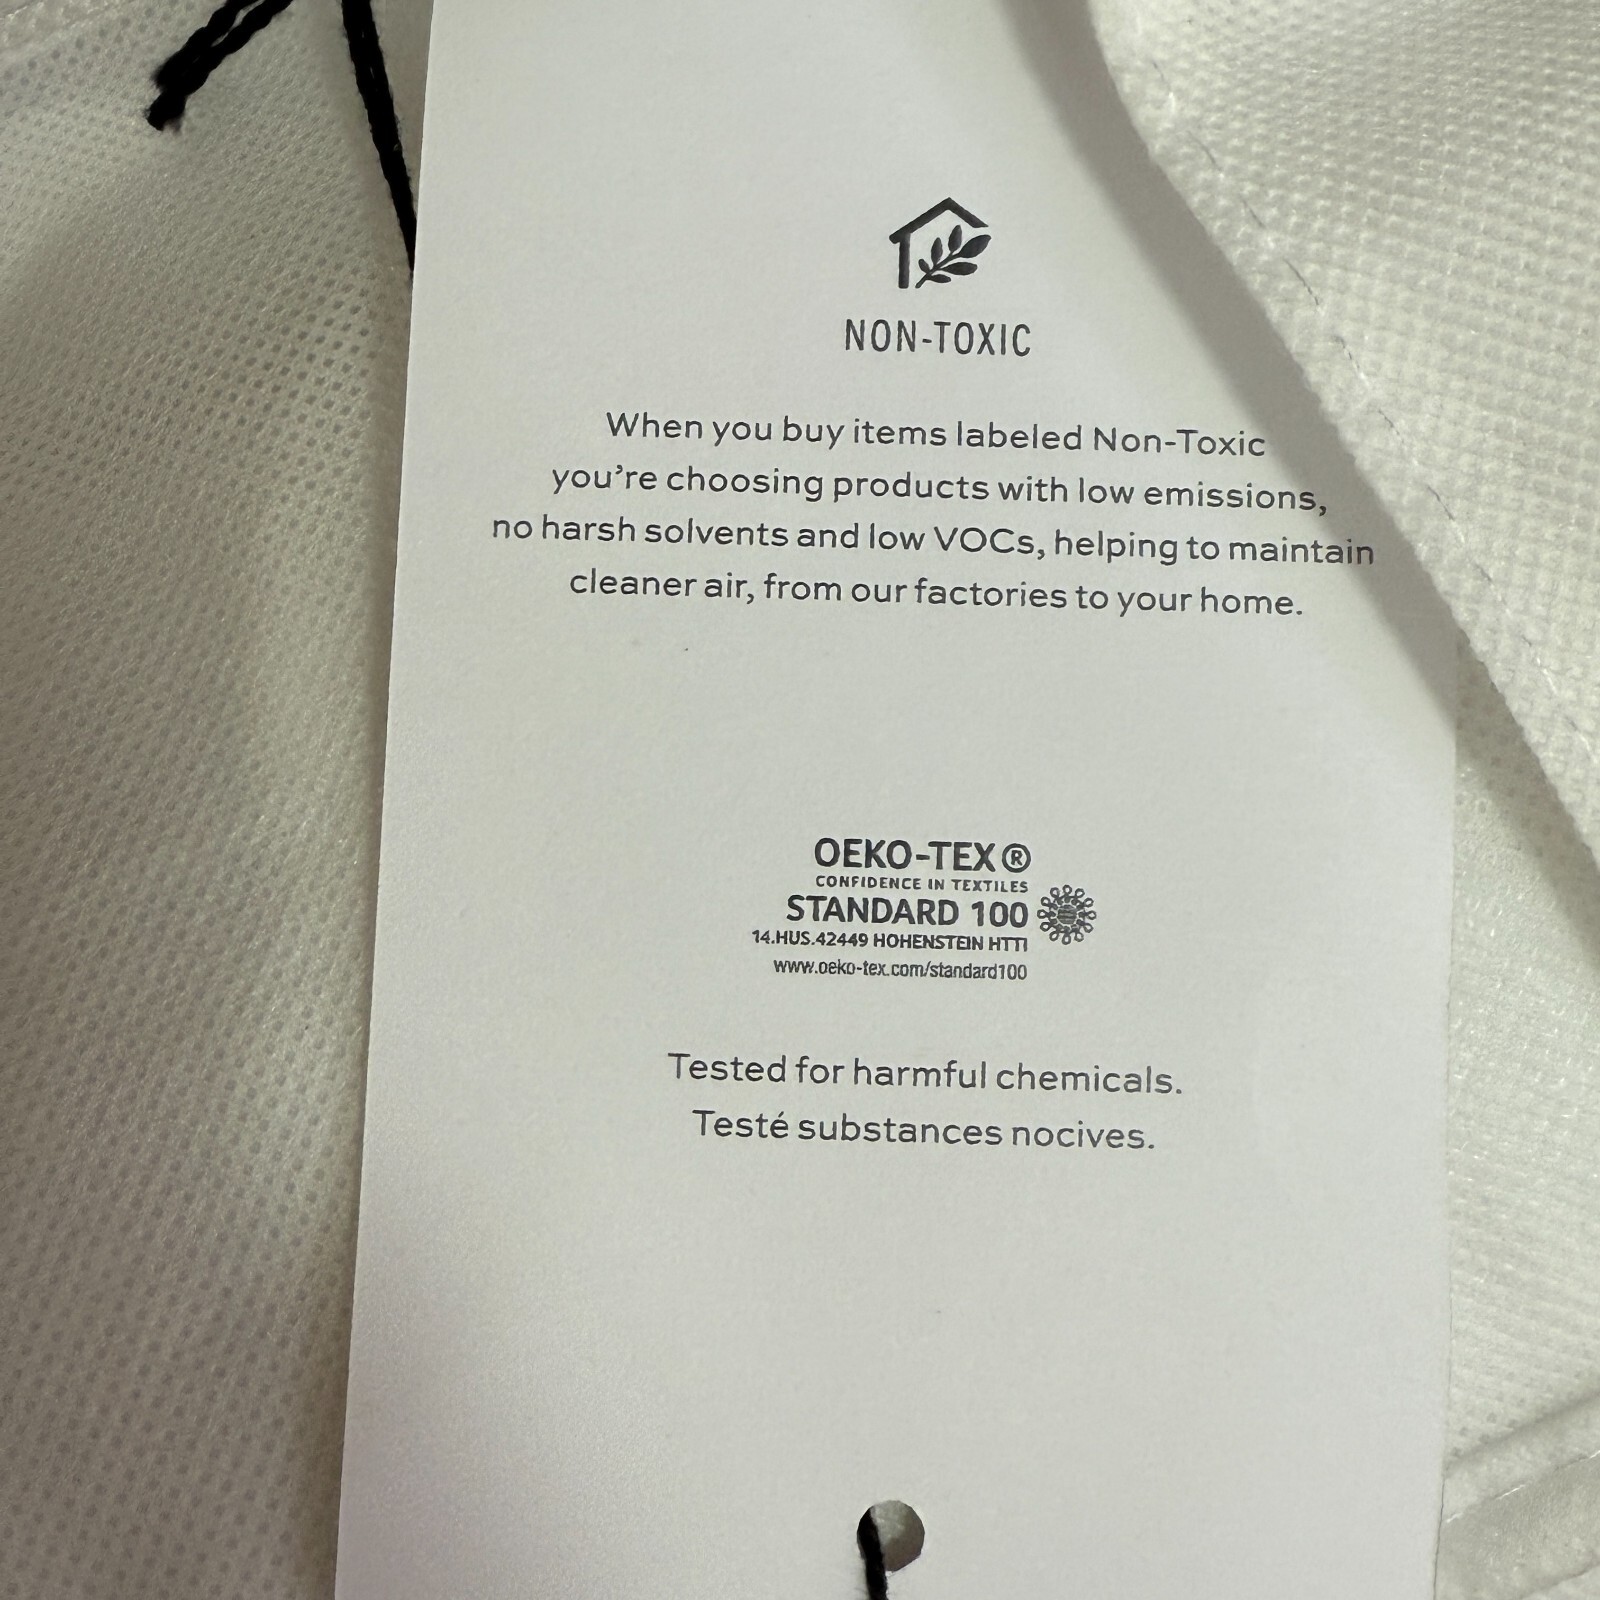 NON-TOXIC
When you buy items labeled Non-Toxic
you're choosing products with low emissions,
no harsh solvents and low VOCs, helping to maintain
cleaner air, from our factories to your home.
OEKO-TEX®
CONFIDENCE IN TEXTILES
STANDARD 100
14.HUS.42449 HOHENSTEIN HTTI
www.oeko-tex.com/standard100
Tested for harmful chemicals.
Testé substances nocives.